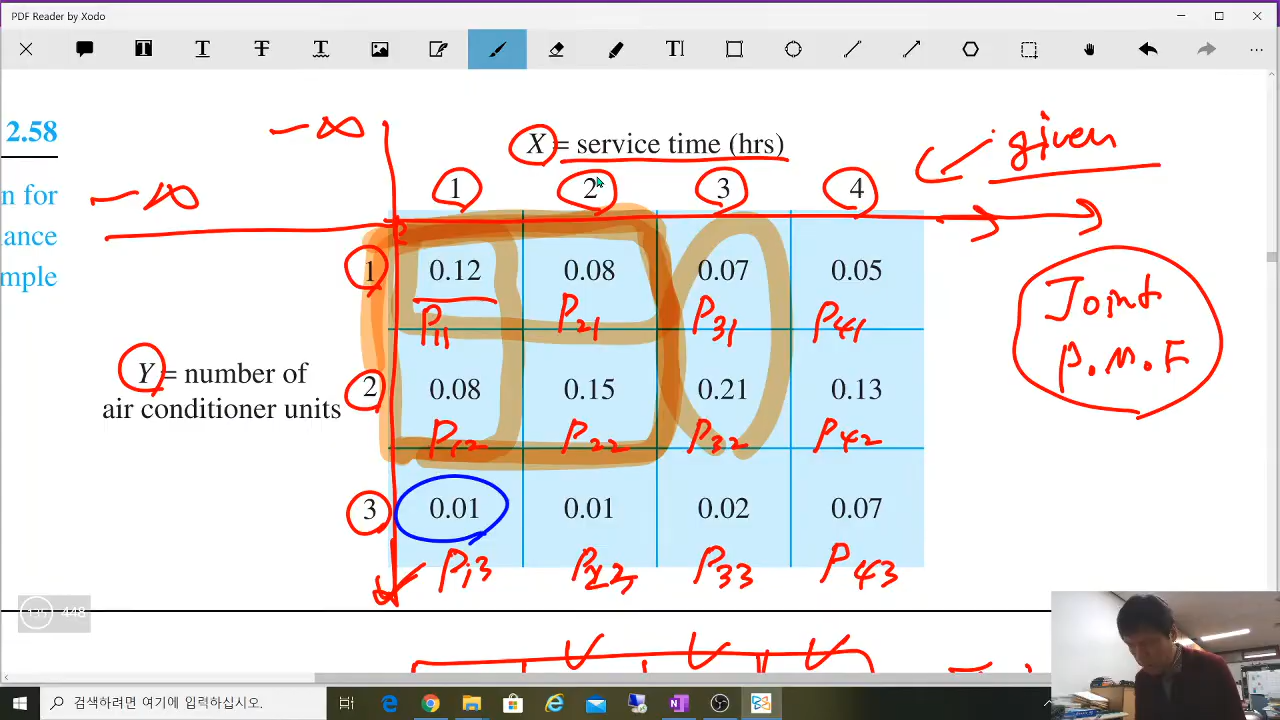 PDF Reader by Xodo
2.58
n for
lance
mple
− ∞
− ∞
X = service time (hrs)
given
1 2 3 4
1 0.12 0.08 0.07 0.05
P11 P21 P31 P41
Y = number of
air conditioner units
2 0.08 0.15 0.21 0.13
P12 P22 P32 P42
3 0.01 0.01 0.02 0.07
P13 P23 P33 P43
Joint
P.M.F
448
검색하려면 여기에 입력하십시오.